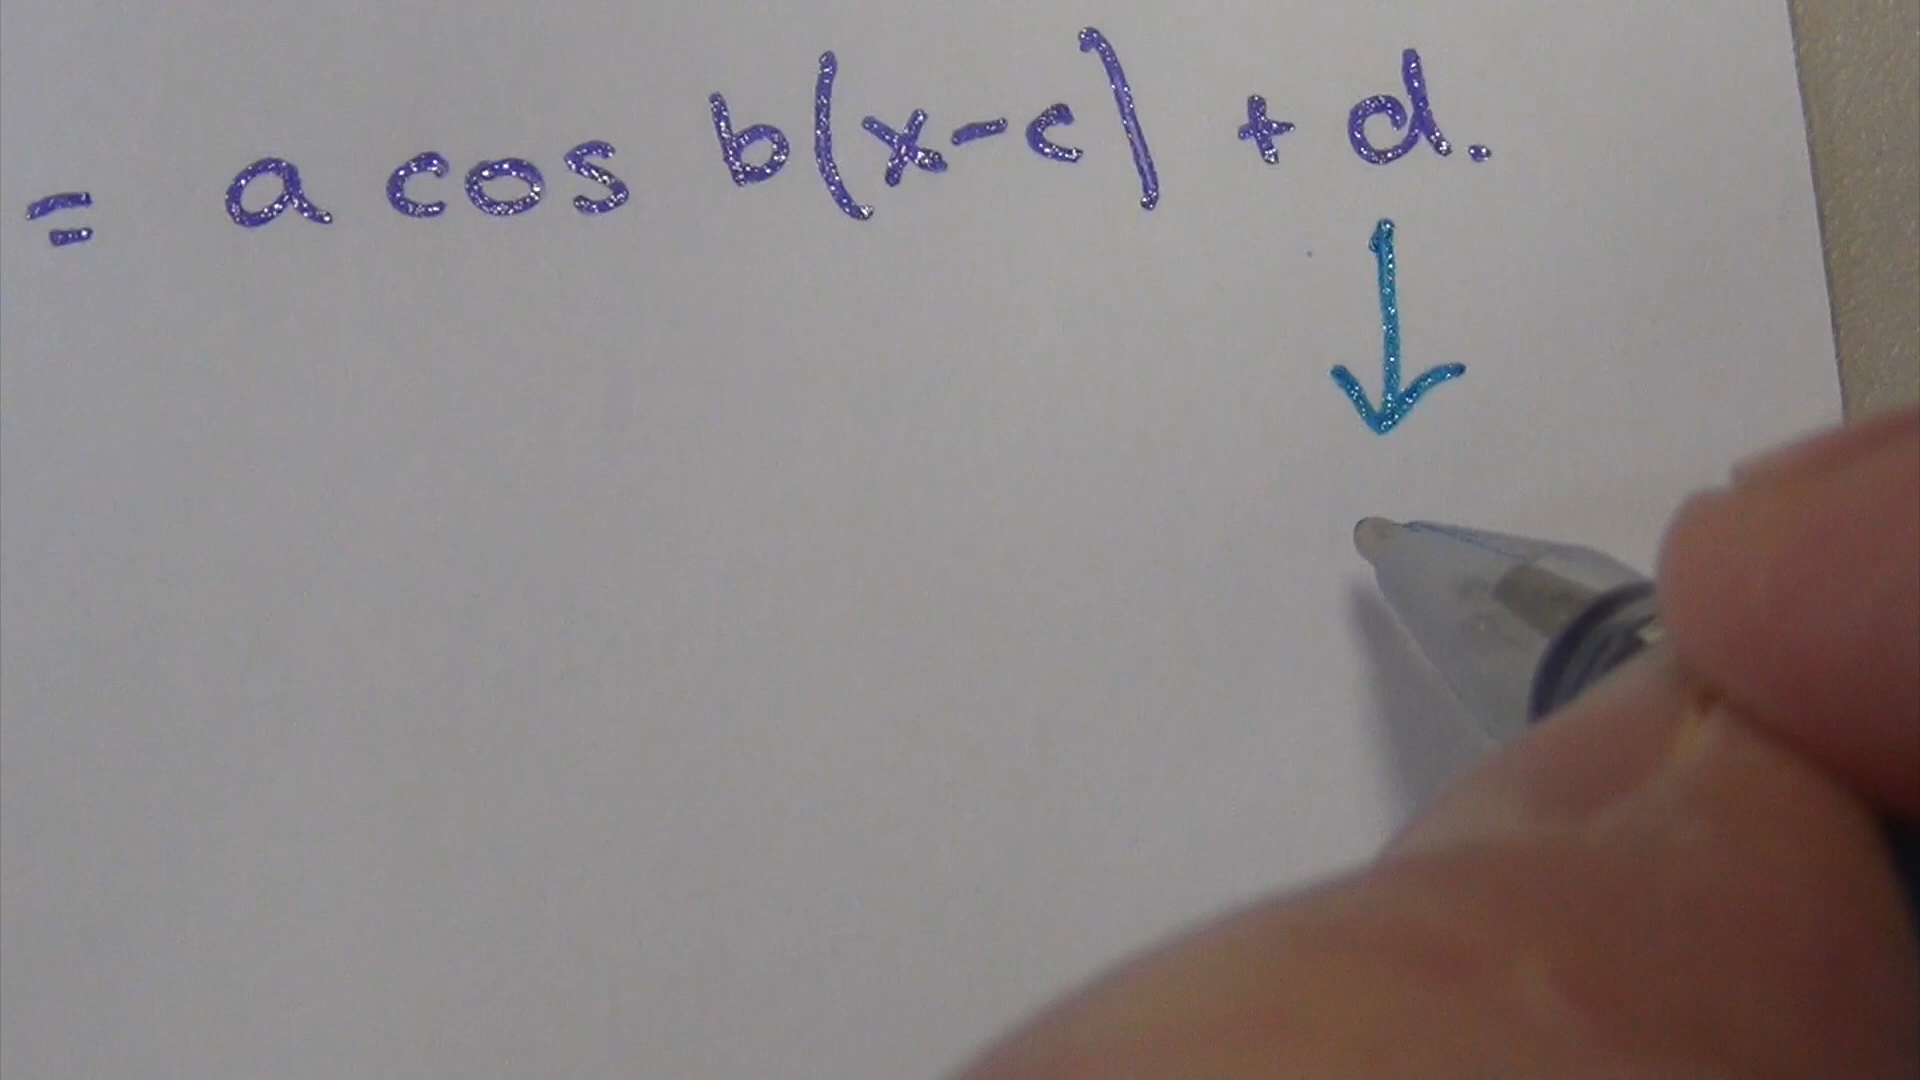 = a cos b(x-c) + d.